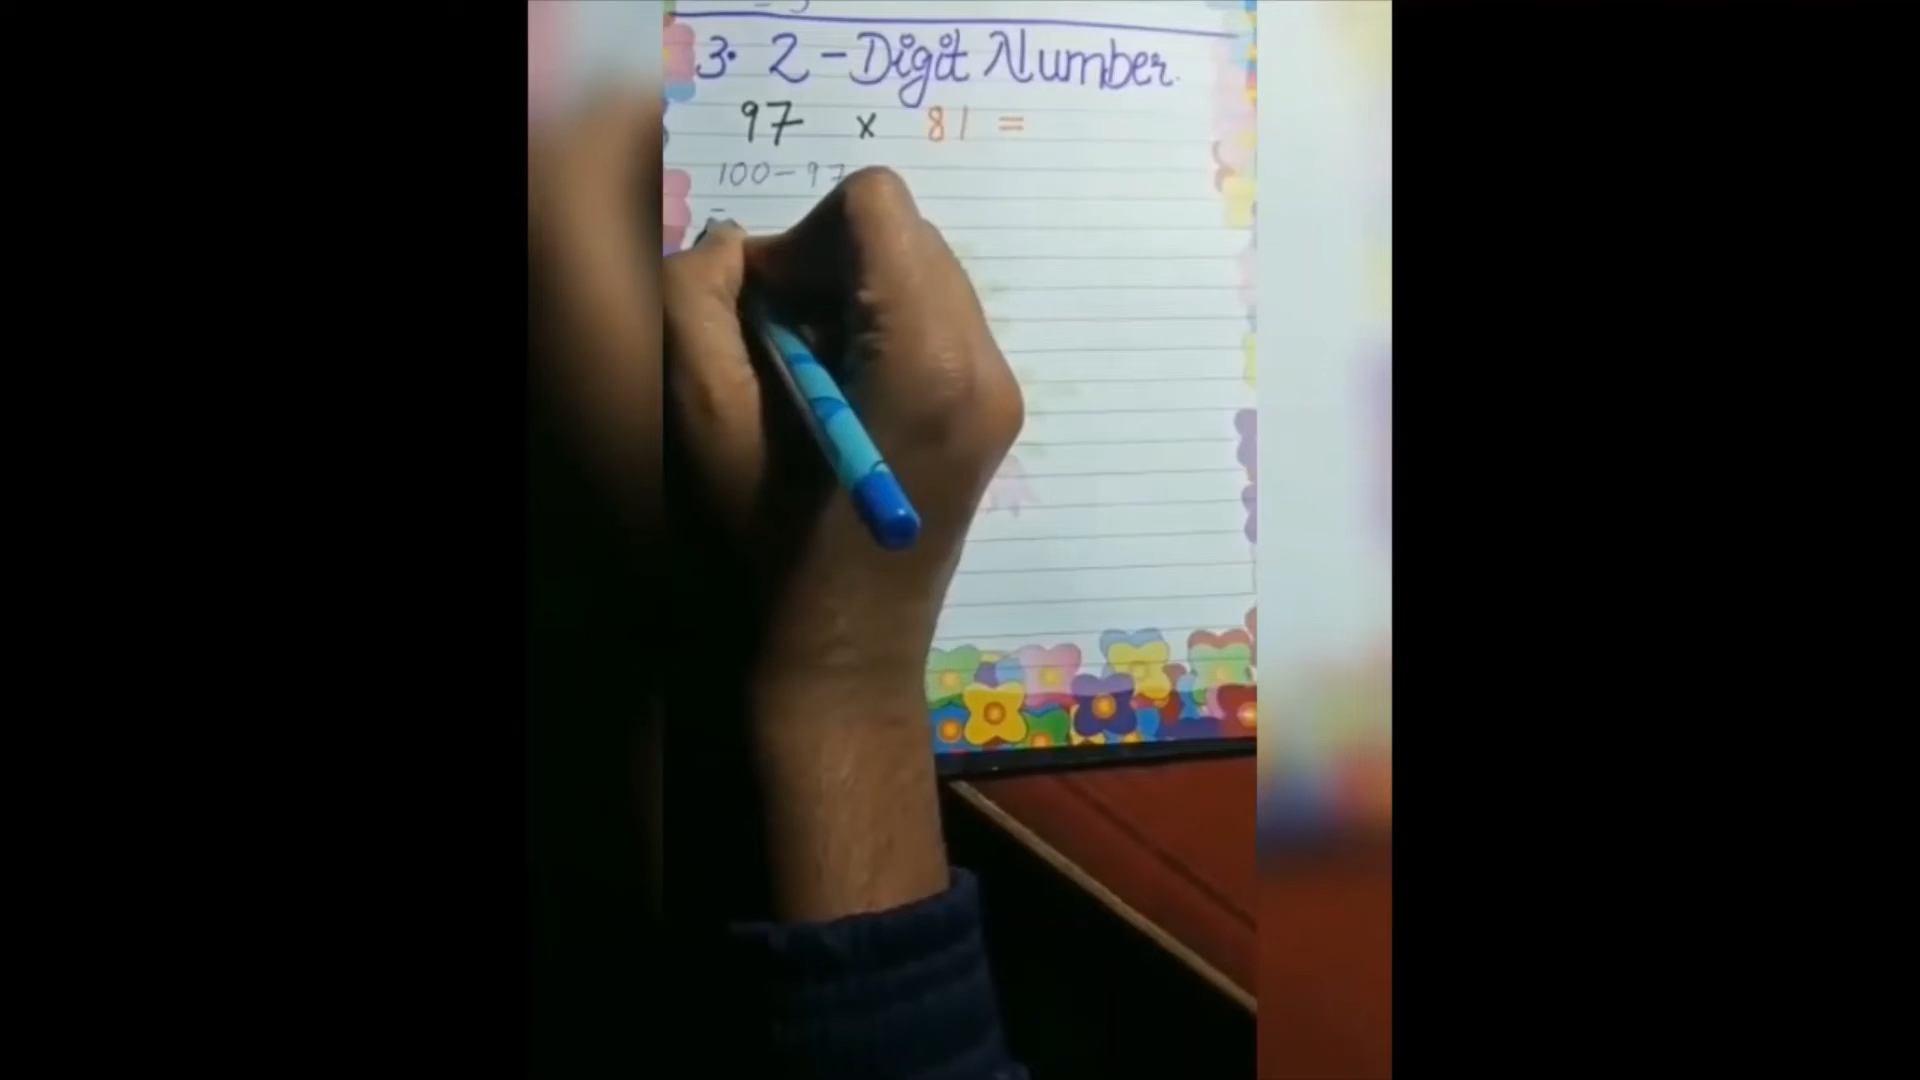 3. 2-Digit Number
97 x 81 =
100-97
=